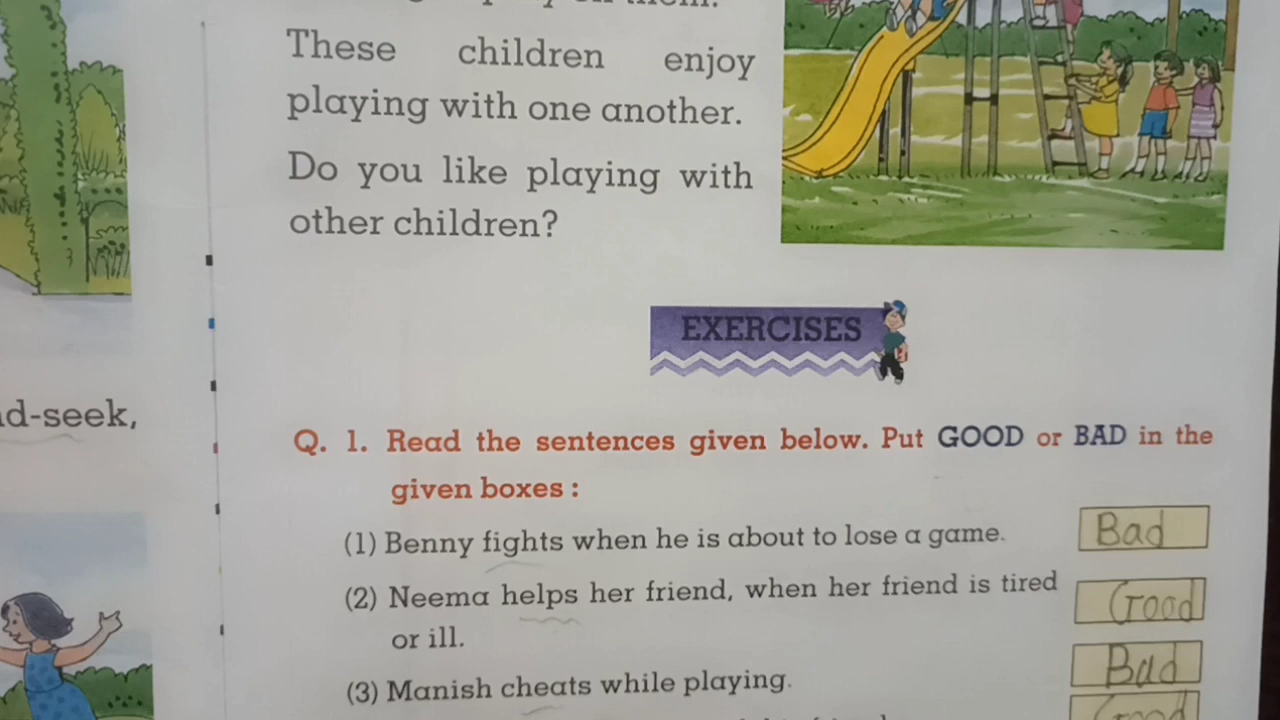 These children enjoy
playing with one another.
Do you like playing with
other children?
EXERCISES
d-seek,
Q. 1. Read the sentences given below. Put GOOD or BAD in the
given boxes :
(1) Benny fights when he is about to lose a game.
Bad
(2) Neema helps her friend, when her friend is tired
or ill.
Good
(3) Manish cheats while playing.
Bad
Good